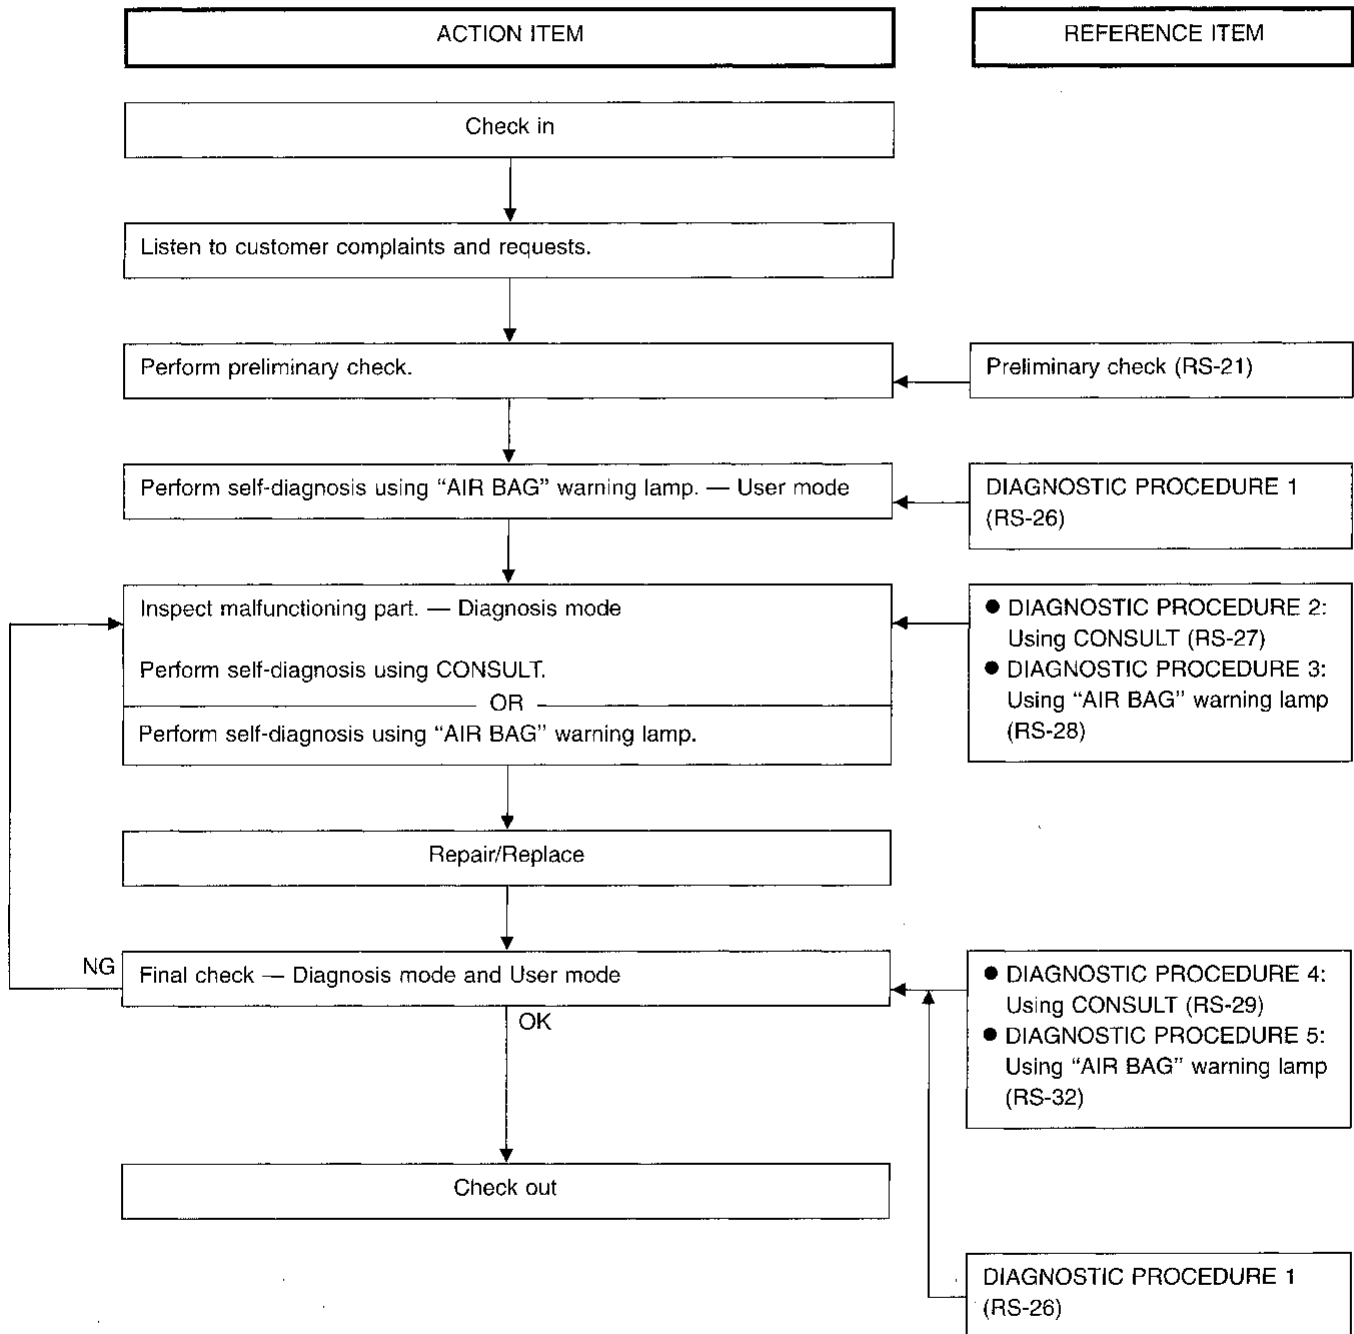 ACTION ITEM
REFERENCE ITEM
Check in
Listen to customer complaints and requests.
Perform preliminary check.
Preliminary check (RS-21)
Perform self-diagnosis using “AIR BAG” warning lamp. — User mode
DIAGNOSTIC PROCEDURE 1
(RS-26)
Inspect malfunctioning part. — Diagnosis mode
Perform self-diagnosis using CONSULT.
OR
Perform self-diagnosis using “AIR BAG” warning lamp.
● DIAGNOSTIC PROCEDURE 2:
Using CONSULT (RS-27)
● DIAGNOSTIC PROCEDURE 3:
Using “AIR BAG” warning lamp
(RS-28)
Repair/Replace
NG
Final check — Diagnosis mode and User mode
OK
● DIAGNOSTIC PROCEDURE 4:
Using CONSULT (RS-29)
● DIAGNOSTIC PROCEDURE 5:
Using “AIR BAG” warning lamp
(RS-32)
Check out
DIAGNOSTIC PROCEDURE 1
(RS-26)